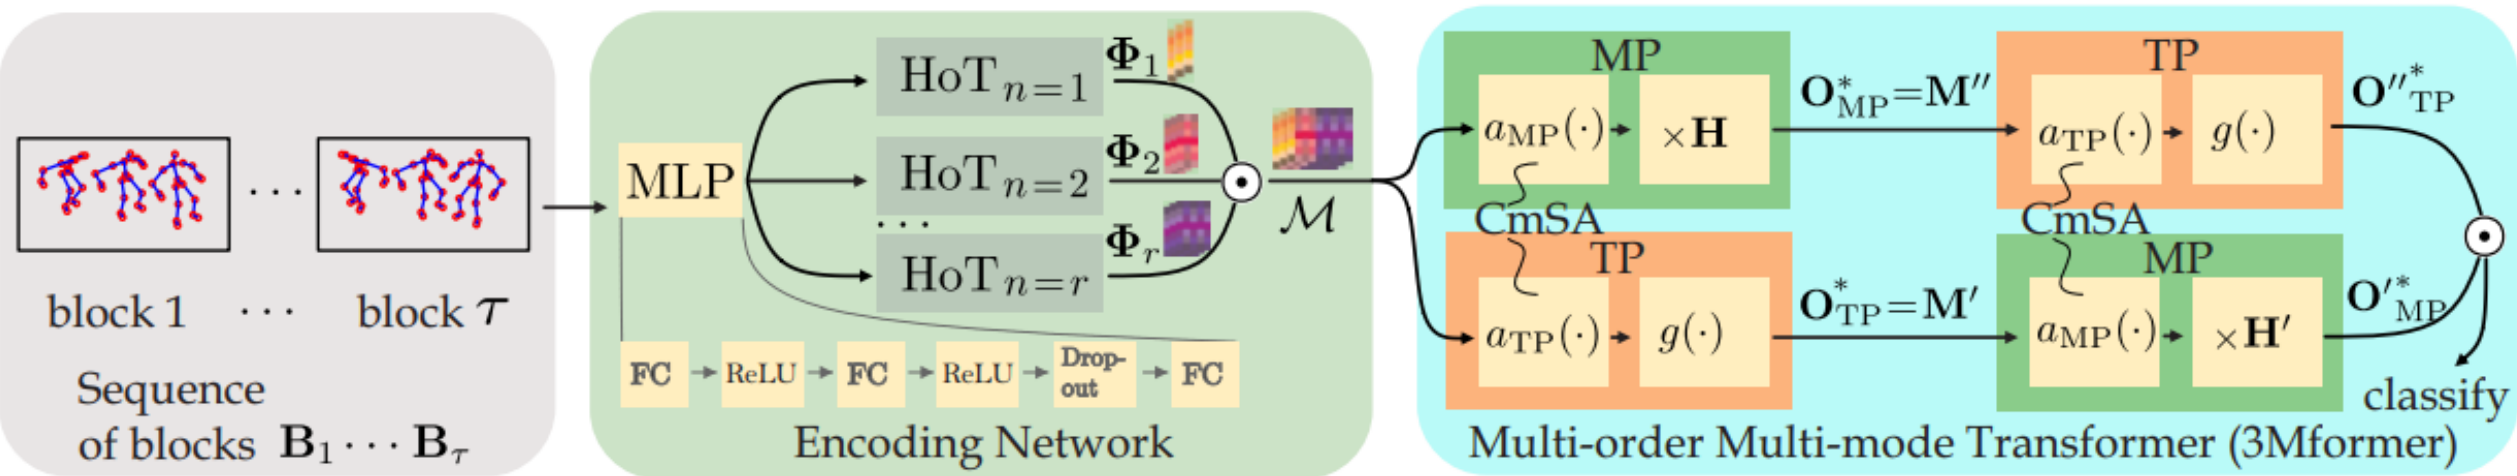 block 1 ··· block τ
Sequence
of blocks B₁ ··· B_τ
MLP
HoT n=1
Φ₁
HoT n=2
Φ₂
···
HoT n=r
Φᵣ
FC
ReLU
FC
ReLU
Drop-
out
FC
ℳ
Encoding Network
MP
a_MP(·)
×H
O*_MP=M″
TP
a_TP(·)
g(·)
O″*_TP
CmSA
CmSA
TP
a_TP(·)
g(·)
O*_TP=M′
MP
a_MP(·)
×H′
O′*_MP
classify
Multi-order Multi-mode Transformer (3Mformer)